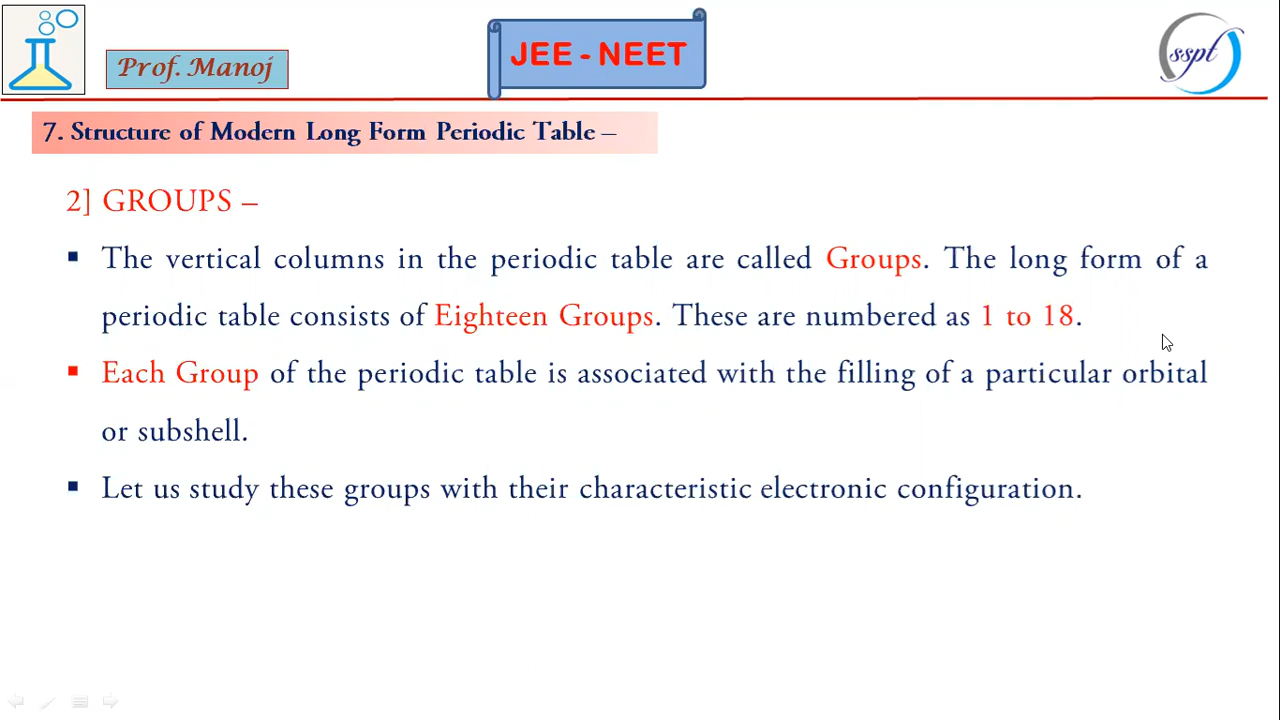 Prof. Manoj
JEE - NEET
sspt
7. Structure of Modern Long Form Periodic Table –
2] GROUPS –
▪ The vertical columns in the periodic table are called Groups. The long form of a
periodic table consists of Eighteen Groups. These are numbered as 1 to 18.
▪ Each Group of the periodic table is associated with the filling of a particular orbital
or subshell.
▪ Let us study these groups with their characteristic electronic configuration.